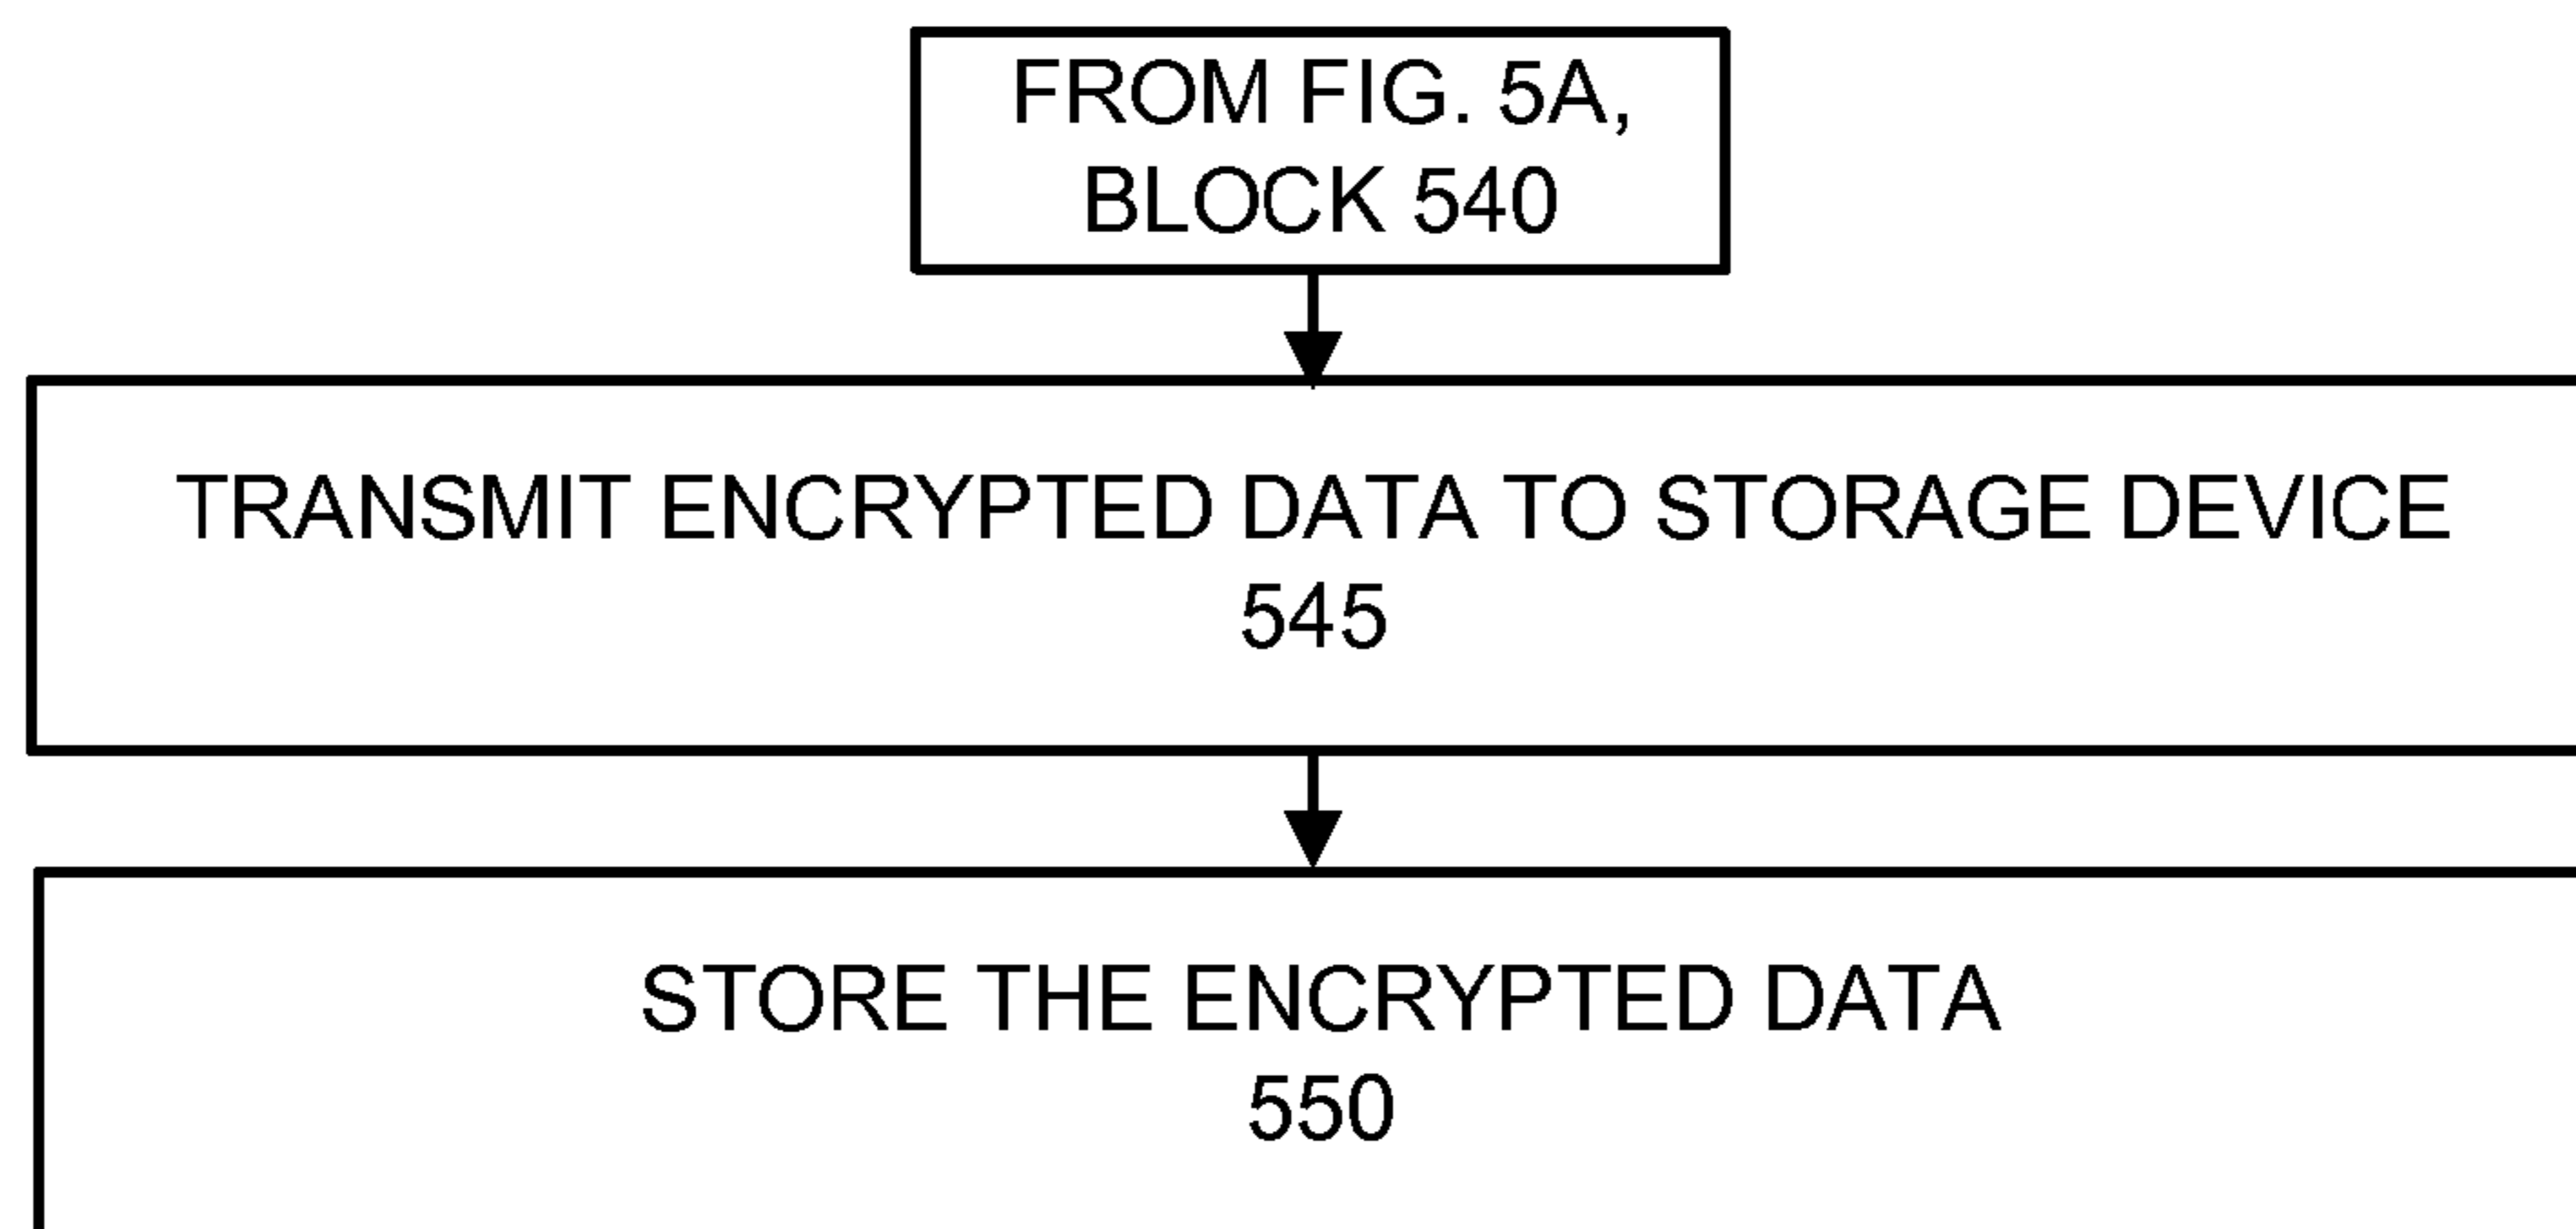 FROM FIG. 5A,
BLOCK 540
TRANSMIT ENCRYPTED DATA TO STORAGE DEVICE
545
STORE THE ENCRYPTED DATA
550